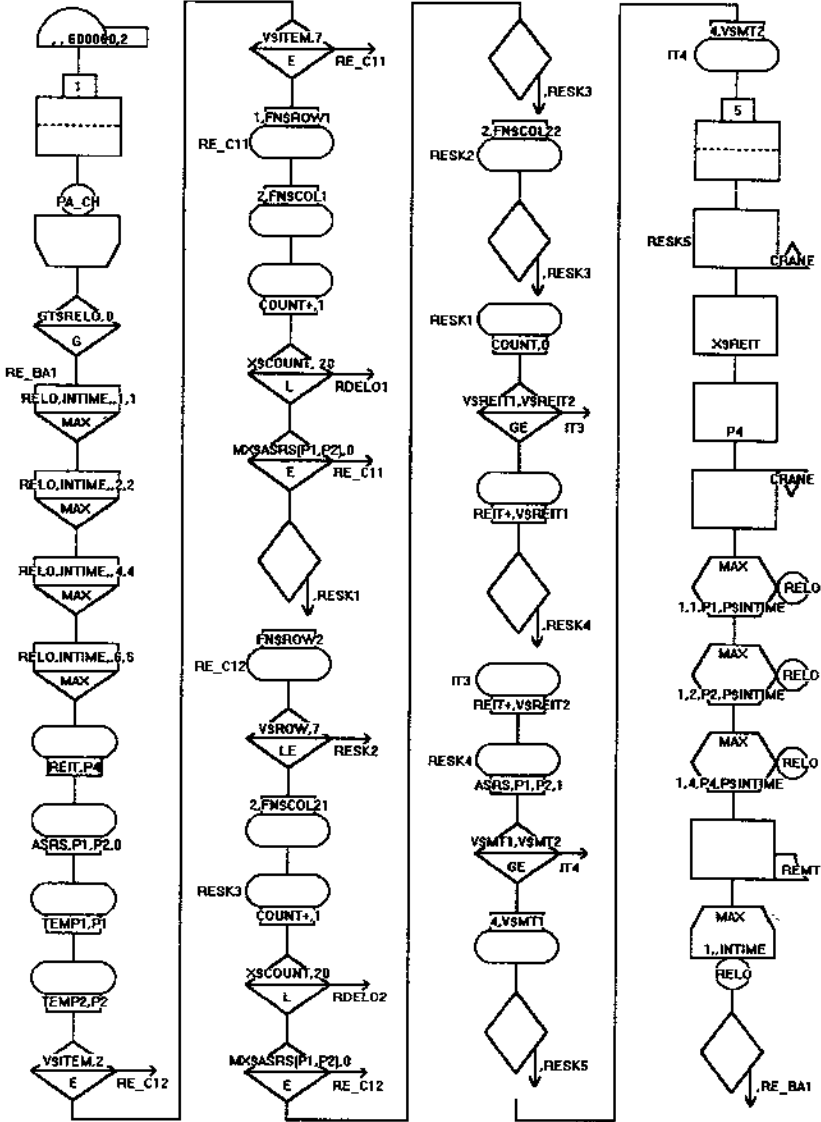 ,, 600060,2
1
PA_CH
GT$RELO,0
G
RE_BA1
RELO,INTIME,,1,1
MAX
RELO,INTIME,,2,2
MAX
RELO,INTIME,,4,4
MAX
RELO,INTIME,,6,6
MAX
REIT,P4
ASRS,P1,P2,0
TEMP1,P1
TEMP2,P2
V$ITEM,2
E
RE_C12
V$ITEM,7
E
RE_C11
1,FN$ROW1
RE_C11
2,FN$COL1
COUNT+,1
X$COUNT, 20
L
RDELO1
MX$ASRS(P1,P2),0
E
RE_C11
,RESK1
FN$ROW2
RE_C12
V$ROW,7
LE
RESK2
2,FN$COL21
RESK3
COUNT+,1
X$COUNT,20
L
RDELO2
MX$ASRS(P1,P2),0
E
RE_C12
,RESK3
2,FN$COL22
RESK2
,RESK3
RESK1
COUNT,0
V$REIT1,V$REIT2
GE
IT3
REIT+,V$REIT1
,RESK4
IT3
REIT+,V$REIT2
RESK4
ASRS,P1,P2,1
V$MT1,V$MT2
GE
IT4
4,V$MT1
,RESK5
4,V$MT2
IT4
5
RESK5
CRANE
X$REIT
P4
CRANE
MAX
RELO
1,1,P1,P$INTIME
MAX
RELO
1,2,P2,P$INTIME
MAX
RELO
1,4,P4,P$INTIME
REMT
MAX
1,,INTIME
RELO
,RE_BA1